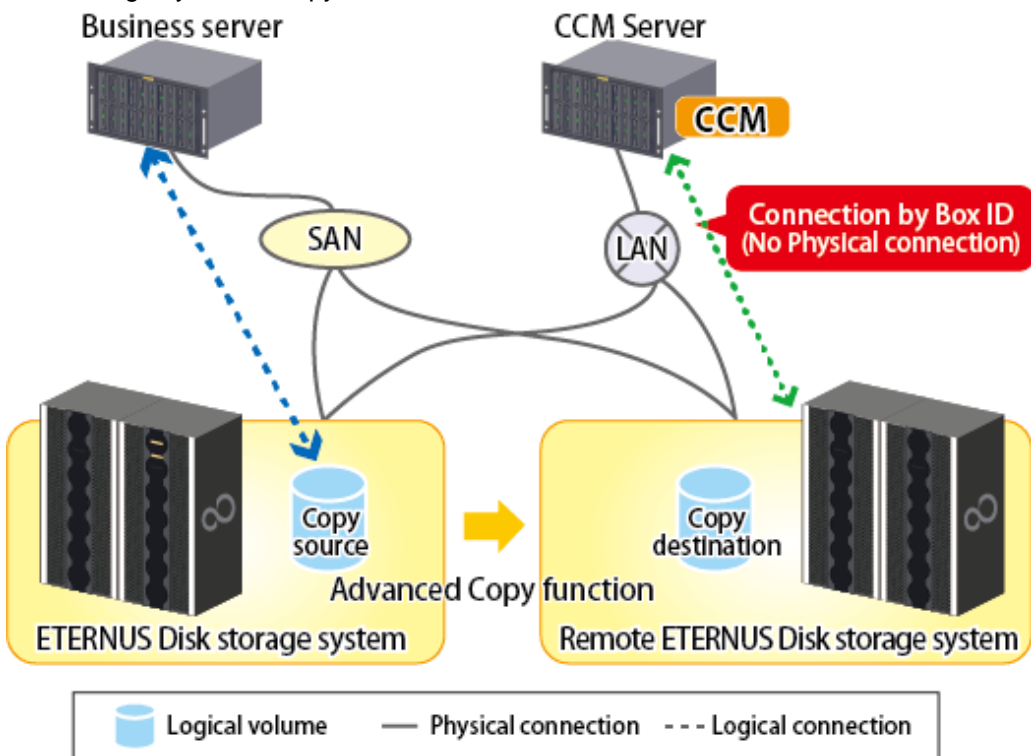 Business server
CCM Server
CCM
Connection by Box ID
(No Physical connection)
SAN
LAN
Copy
source
Copy
destination
Advanced Copy function
ETERNUS Disk storage system
Remote ETERNUS Disk storage system
Logical volume
Physical connection
Logical connection